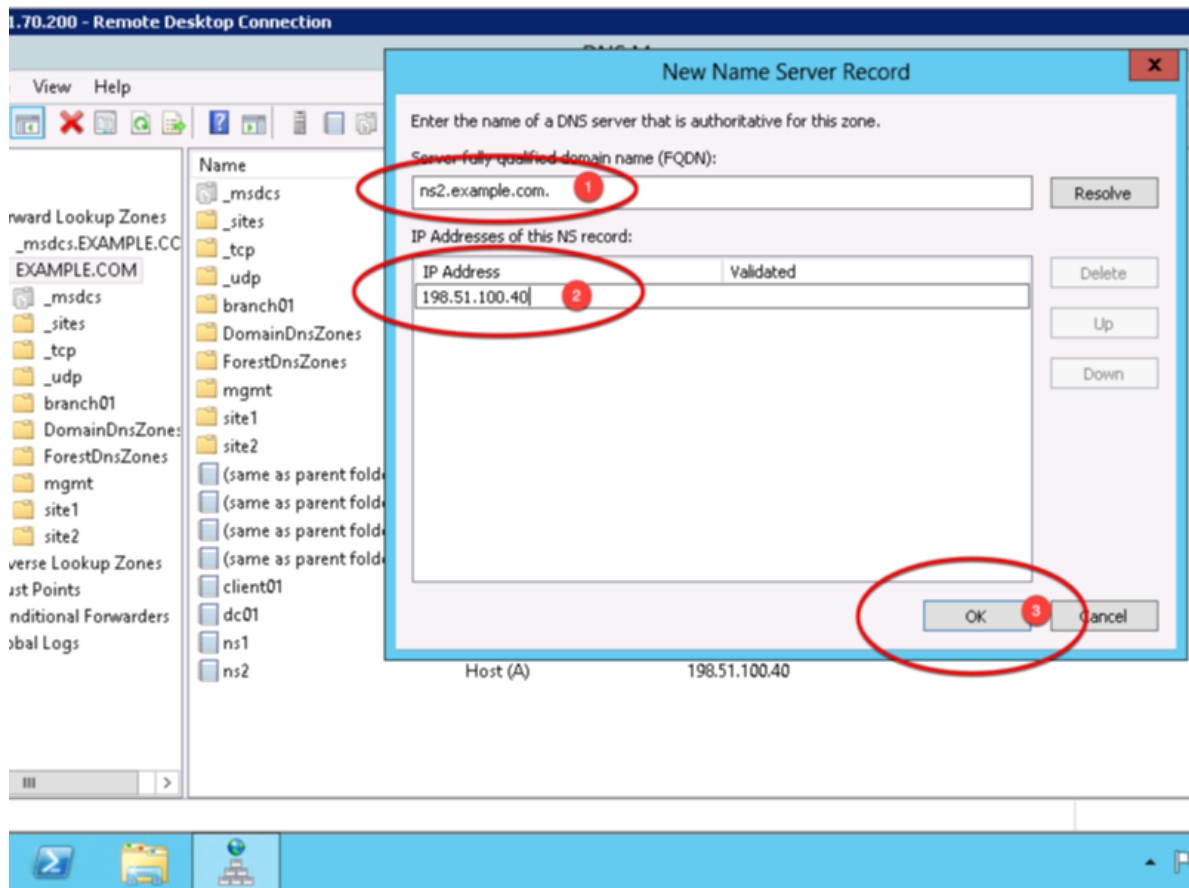 1.70.200 - Remote Desktop Connection
View Help
New Name Server Record
x
Enter the name of a DNS server that is authoritative for this zone.
Server fully qualified domain name (FQDN):
ns2.example.com.
1
Resolve
IP Addresses of this NS record:
IP Address Validated
198.51.100.40
2
Delete
Up
Down
OK
3
Cancel
rward Lookup Zones
_msdcs.EXAMPLE.CC
EXAMPLE.COM
_msdcs
_sites
_tcp
_udp
branch01
DomainDnsZones
ForestDnsZones
mgmt
site1
site2
verse Lookup Zones
ust Points
nditional Forwarders
obal Logs
Name
_msdcs
_sites
_tcp
_udp
branch01
DomainDnsZones
ForestDnsZones
mgmt
site1
site2
(same as parent folde
(same as parent folde
(same as parent folde
(same as parent folde
client01
dc01
ns1
ns2 Host (A) 198.51.100.40